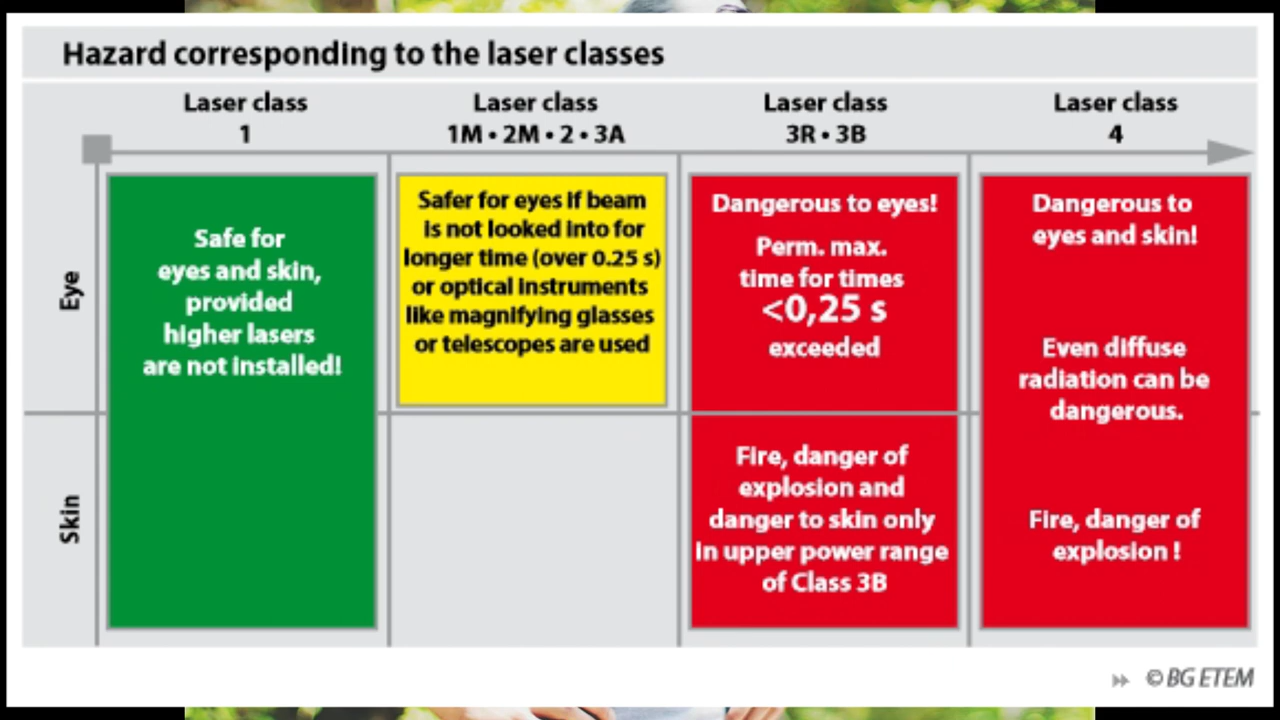 Hazard corresponding to the laser classes
Laser class
1
Laser class
1M • 2M • 2 • 3A
Laser class
3R • 3B
Laser class
4
Eye
Safe for
eyes and skin,
provided
higher lasers
are not installed!
Safer for eyes if beam
is not looked into for
longer time (over 0.25 s)
or optical instruments
like magnifying glasses
or telescopes are used
Dangerous to eyes!
Perm. max.
time for times
<0,25 s
exceeded
Dangerous to
eyes and skin!
Even diffuse
radiation can be
dangerous.
Skin
Fire, danger of
explosion and
danger to skin only
in upper power range
of Class 3B
Fire, danger of
explosion !
© BG ETEM